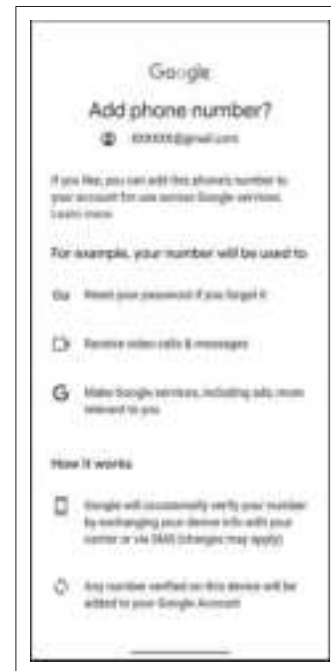 Google
Add phone number?
XXXXXX@gmail.com
If you like, you can add this phone's number to
your account for use across Google services.
Learn more
For example, your number will be used to
Reset your password if you forget it
Receive video calls & messages
G Make Google services, including ads, more
relevant to you
How it works
Google will occasionally verify your number
by exchanging your device info with your
carrier or via SMS (charges may apply)
Any number verified on this device will be
added to your Google Account